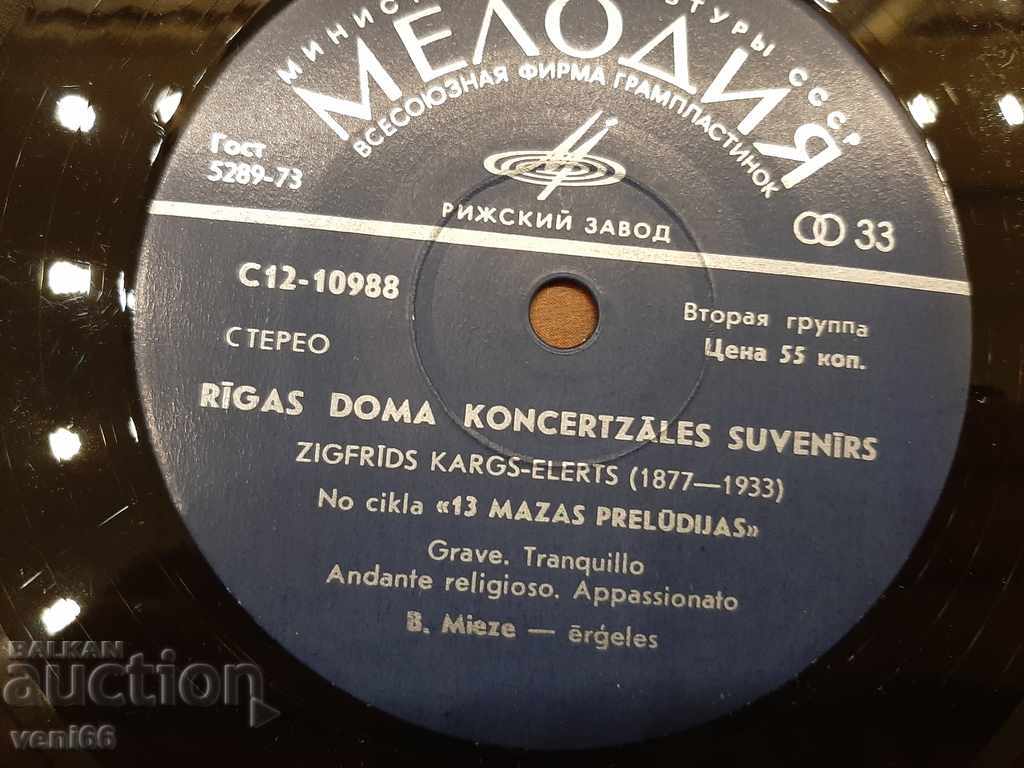 МЕЛОДИЯ
ВСЕСОЮЗНАЯ ФИРМА ГРАМПЛАСТИНОК
Гост
5289-73
РИЖСКИЙ ЗАВОД
33
С12-10988
СТЕРЕО
Вторая группа
Цена 55 коп.
RĪGAS DOMA KONCERTZĀLES SUVENĪRS
ZIGFRĪDS KARGS-ELERTS (1877—1933)
No cikla «13 MAZAS PRELŪDIJAS»
Grave. Tranquillo
Andante religioso. Appassionato
B. Mieze — ērģeles
BALKAN
auction
veni66